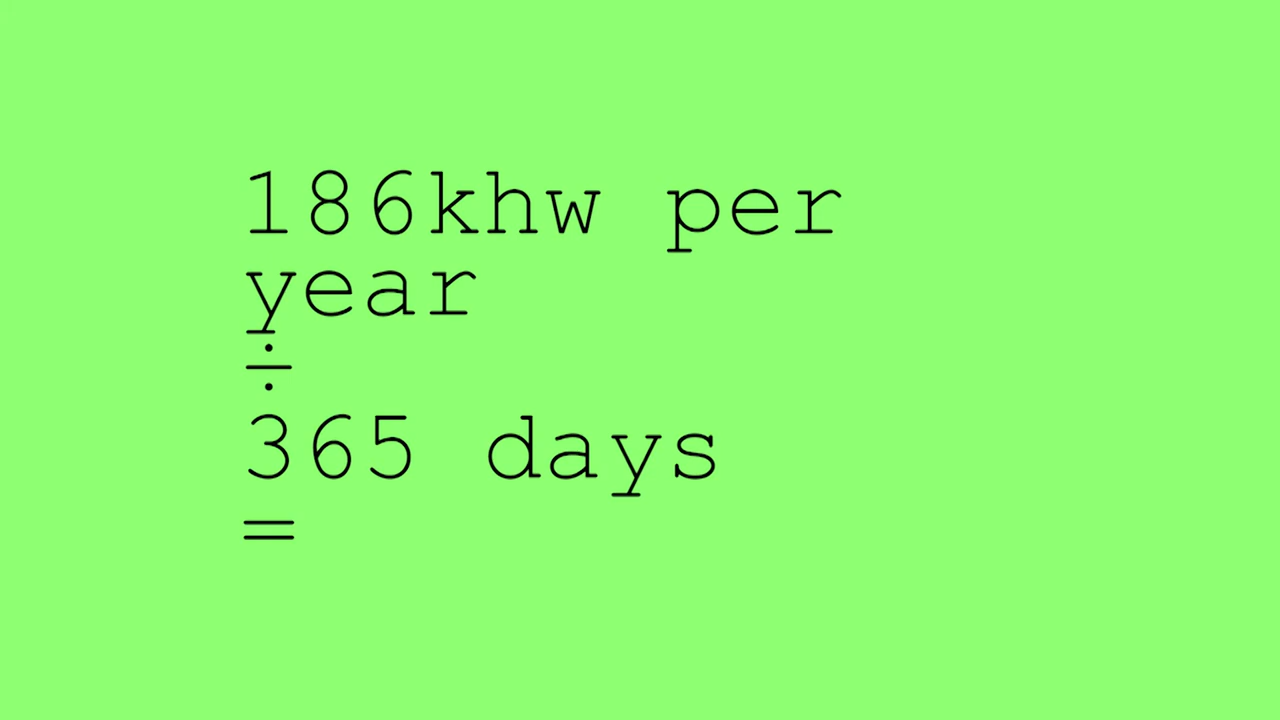 186khw per
year
÷
365 days
=